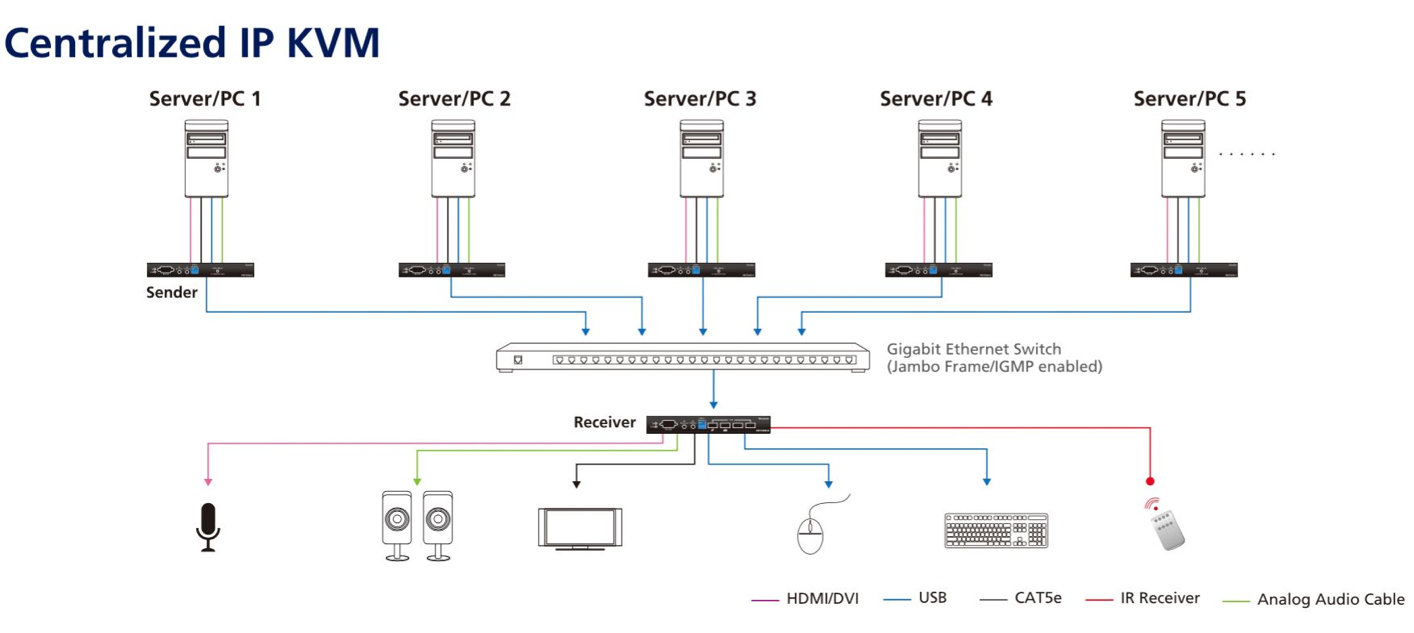 Centralized IP KVM
Server/PC 1
Server/PC 2
Server/PC 3
Server/PC 4
Server/PC 5
. . . . . .
Sender
Gigabit Ethernet Switch
(Jambo Frame/IGMP enabled)
Receiver
HDMI/DVI
USB
CAT5e
IR Receiver
Analog Audio Cable